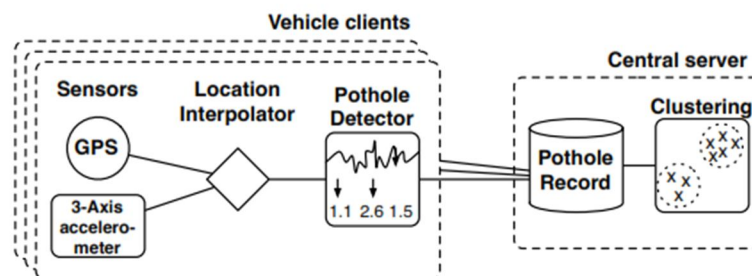 Vehicle clients
Central server
Sensors
Location
Interpolator
Pothole
Detector
Clustering
GPS
3-Axis
accelero-
meter
1.1 2.6 1.5
Pothole
Record
x
x x
x x
x x
x